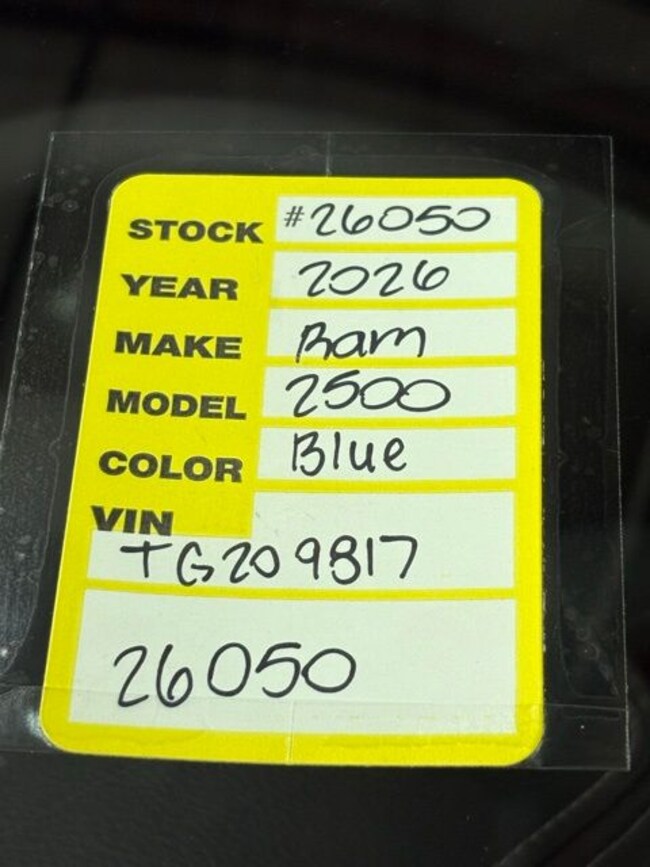 STOCK #26050
YEAR 2026
MAKE Ram
MODEL 2500
COLOR Blue
VIN
TG209817
26050